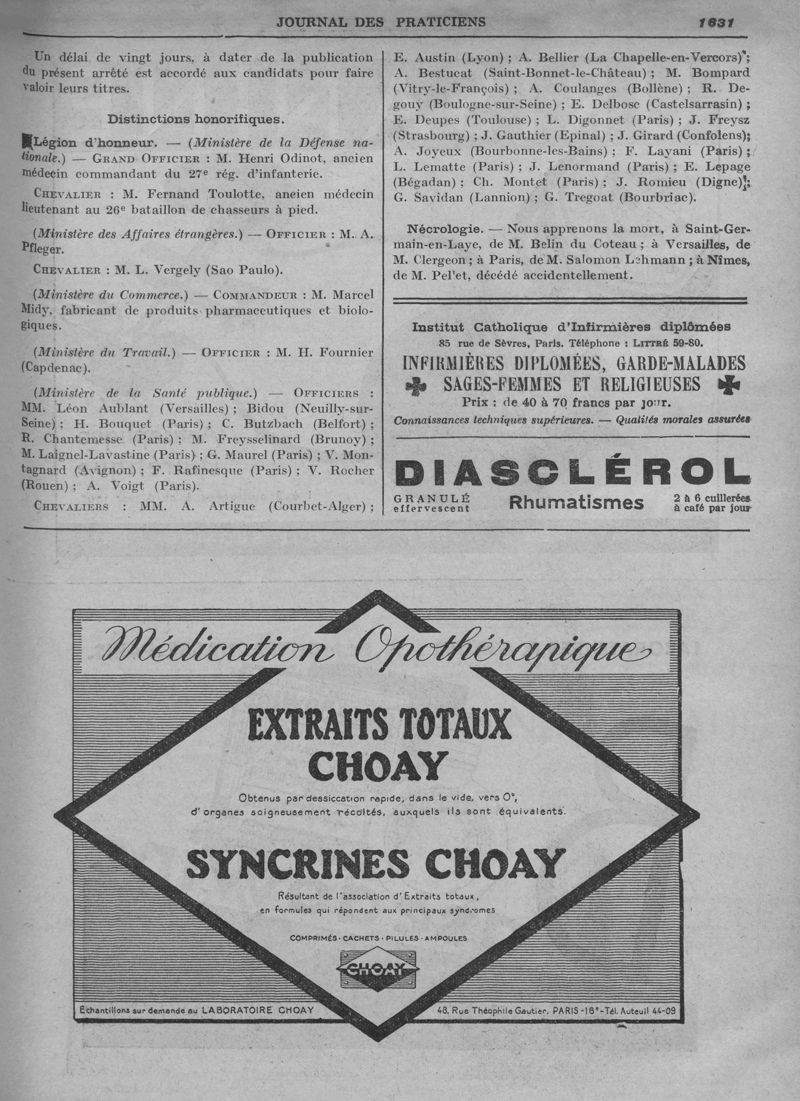 JOURNAL DES PRATICIENS 1631
Un délai de vingt jours, à dater de la publication
du présent arrêté est accordé aux candidats pour faire
valoir leurs titres.
Distinctions honorifiques.
Légion d'honneur. — (Ministère de la Défense na-
tionale.) — GRAND OFFICIER : M. Henri Odinot, ancien
médecin commandant du 27e rég. d'infanterie.
CHEVALIER : M. Fernand Toulotte, ancien médecin
lieutenant au 26e bataillon de chasseurs à pied.
(Ministère des Affaires étrangères.) — OFFICIER : M. A.
Pfleger.
CHEVALIER : M. L. Vergely (Sao Paulo).
(Ministère du Commerce.) — COMMANDEUR : M. Marcel
Midy, fabricant de produits pharmaceutiques et biolo-
giques.
(Ministère du Travail.) — OFFICIER : M. H. Fournier
(Capdenac).
(Ministère de la Santé publique.) — OFFICIERS :
MM. Léon Aublant (Versailles) ; Bidou (Neuilly-sur-
Seine) ; H. Bouquet (Paris) ; C. Butzbach (Belfort) ;
R. Chantemesse (Paris) ; M. Freysselinard (Brunoy) ;
M. Laignel-Lavastine (Paris) ; G. Maurel (Paris) ; V. Mon-
tagnard (Avignon) ; F. Rafinesque (Paris) ; V. Rocher
(Rouen) ; A. Voigt (Paris).
CHEVALIERS : MM. A. Artigue (Courbet-Alger) ;
E. Austin (Lyon) ; A. Bellier (La Chapelle-en-Vercors) ;
A. Bestucat (Saint-Bonnet-le-Château) ; M. Bompard
(Vitry-le-François) ; A. Coulanges (Bollène) ; R. De-
gouy (Boulogne-sur-Seine) ; E. Delbosc (Castelsarrasin) ;
E. Deupes (Toulouse) ; L. Digonnet (Paris) ; J. Freysz
(Strasbourg) ; J. Gauthier (Epinal) ; J. Girard (Confolens);
A. Joyeux (Bourbonne-les-Bains) ; F. Layani (Paris) ;
L. Lematte (Paris) ; J. Lenormand (Paris) ; E. Lepage
(Bégadan) ; Ch. Montet (Paris) ; J. Romieu (Digne) ;
G. Savidan (Lannion) ; G. Tregoat (Bourbriac).
Nécrologie. — Nous apprenons la mort, à Saint-Ger-
main-en-Laye, de M. Belin du Coteau ; à Versailles, de
M. Clergeon ; à Paris, de M. Salomon Lehmann ; à Nîmes,
de M. Pelet, décédé accidentellement.
Institut Catholique d'Infirmières diplômées
85 rue de Sèvres, Paris. Téléphone : LITTRÉ 59-80.
INFIRMIÈRES DIPLOMÉES, GARDE-MALADES
SAGES-FEMMES ET RELIGIEUSES
Prix : de 40 à 70 francs par jour.
Connaissances techniques supérieures. — Qualités morales assurées
DIASCLÉROL
GRANULÉ
effervescent
Rhumatismes
2 à 6 cuillerées
à café par jour
Médication Opothérapique
EXTRAITS TOTAUX
CHOAY
Obtenus par dessiccation rapide, dans le vide, vers 0°,
d'organes soigneusement récoltés, auxquels ils sont équivalents.
SYNCRINES CHOAY
Résultant de l'association d'Extraits totaux,
en formules qui répondent aux principaux syndromes
COMPRIMÉS - CACHETS - PILULES - AMPOULES
CHOAY
Échantillons sur demande au LABORATOIRE CHOAY 48, Rue Théophile Gautier, PARIS -16e - Tél. Auteuil 44-09